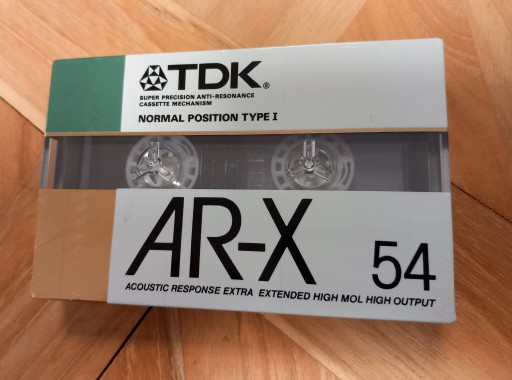 TDK®
SUPER PRECISION ANTI-RESONANCE
CASSETTE MECHANISM
NORMAL POSITION TYPE I
AR-X 54
ACOUSTIC RESPONSE EXTRA EXTENDED HIGH MOL HIGH OUTPUT